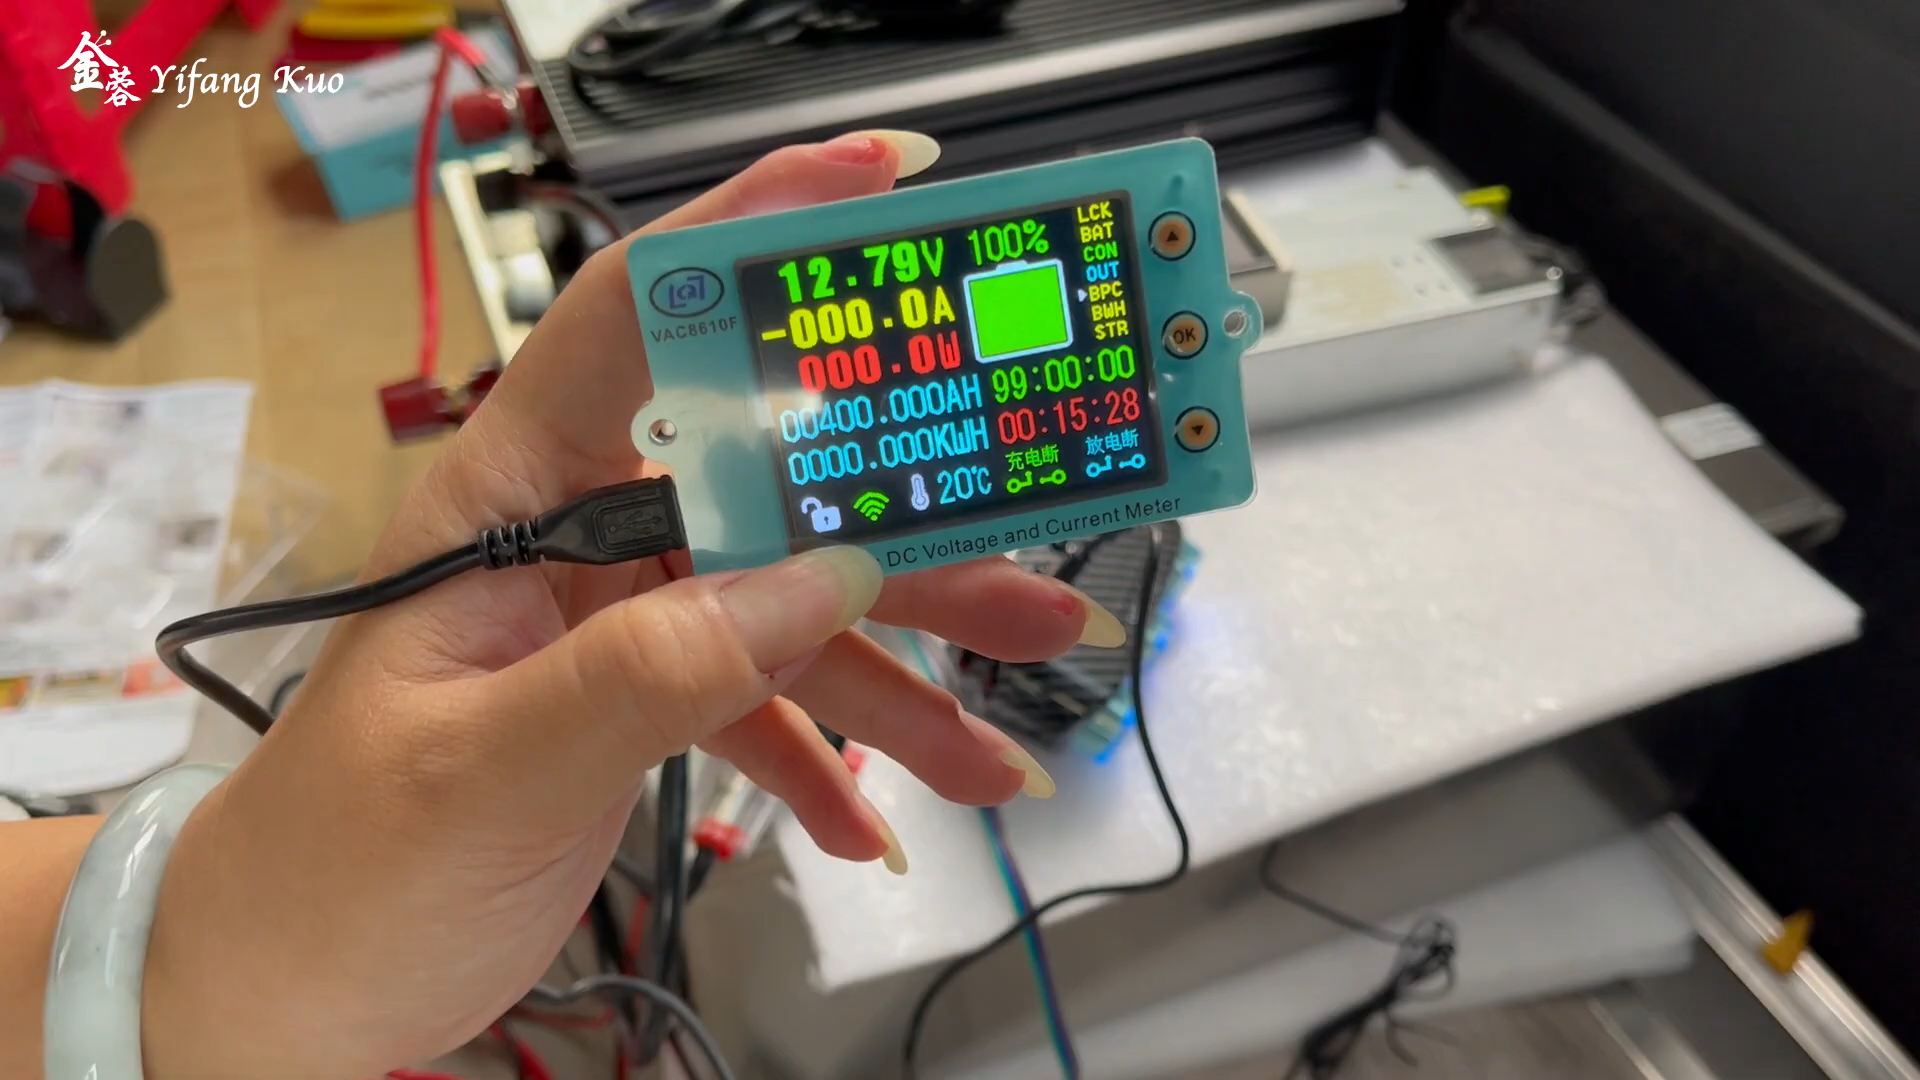 金蓉 Yifang Kuo
VAC8610F
12.79V
100%
-000.0A
000.0W
00400.000AH
99:00:00
0000.000KWH
00:15:28
20℃
充电断
放电断
LCK
BAT
CON
OUT
BPC
BWH
STR
OK
DC Voltage and Current Meter